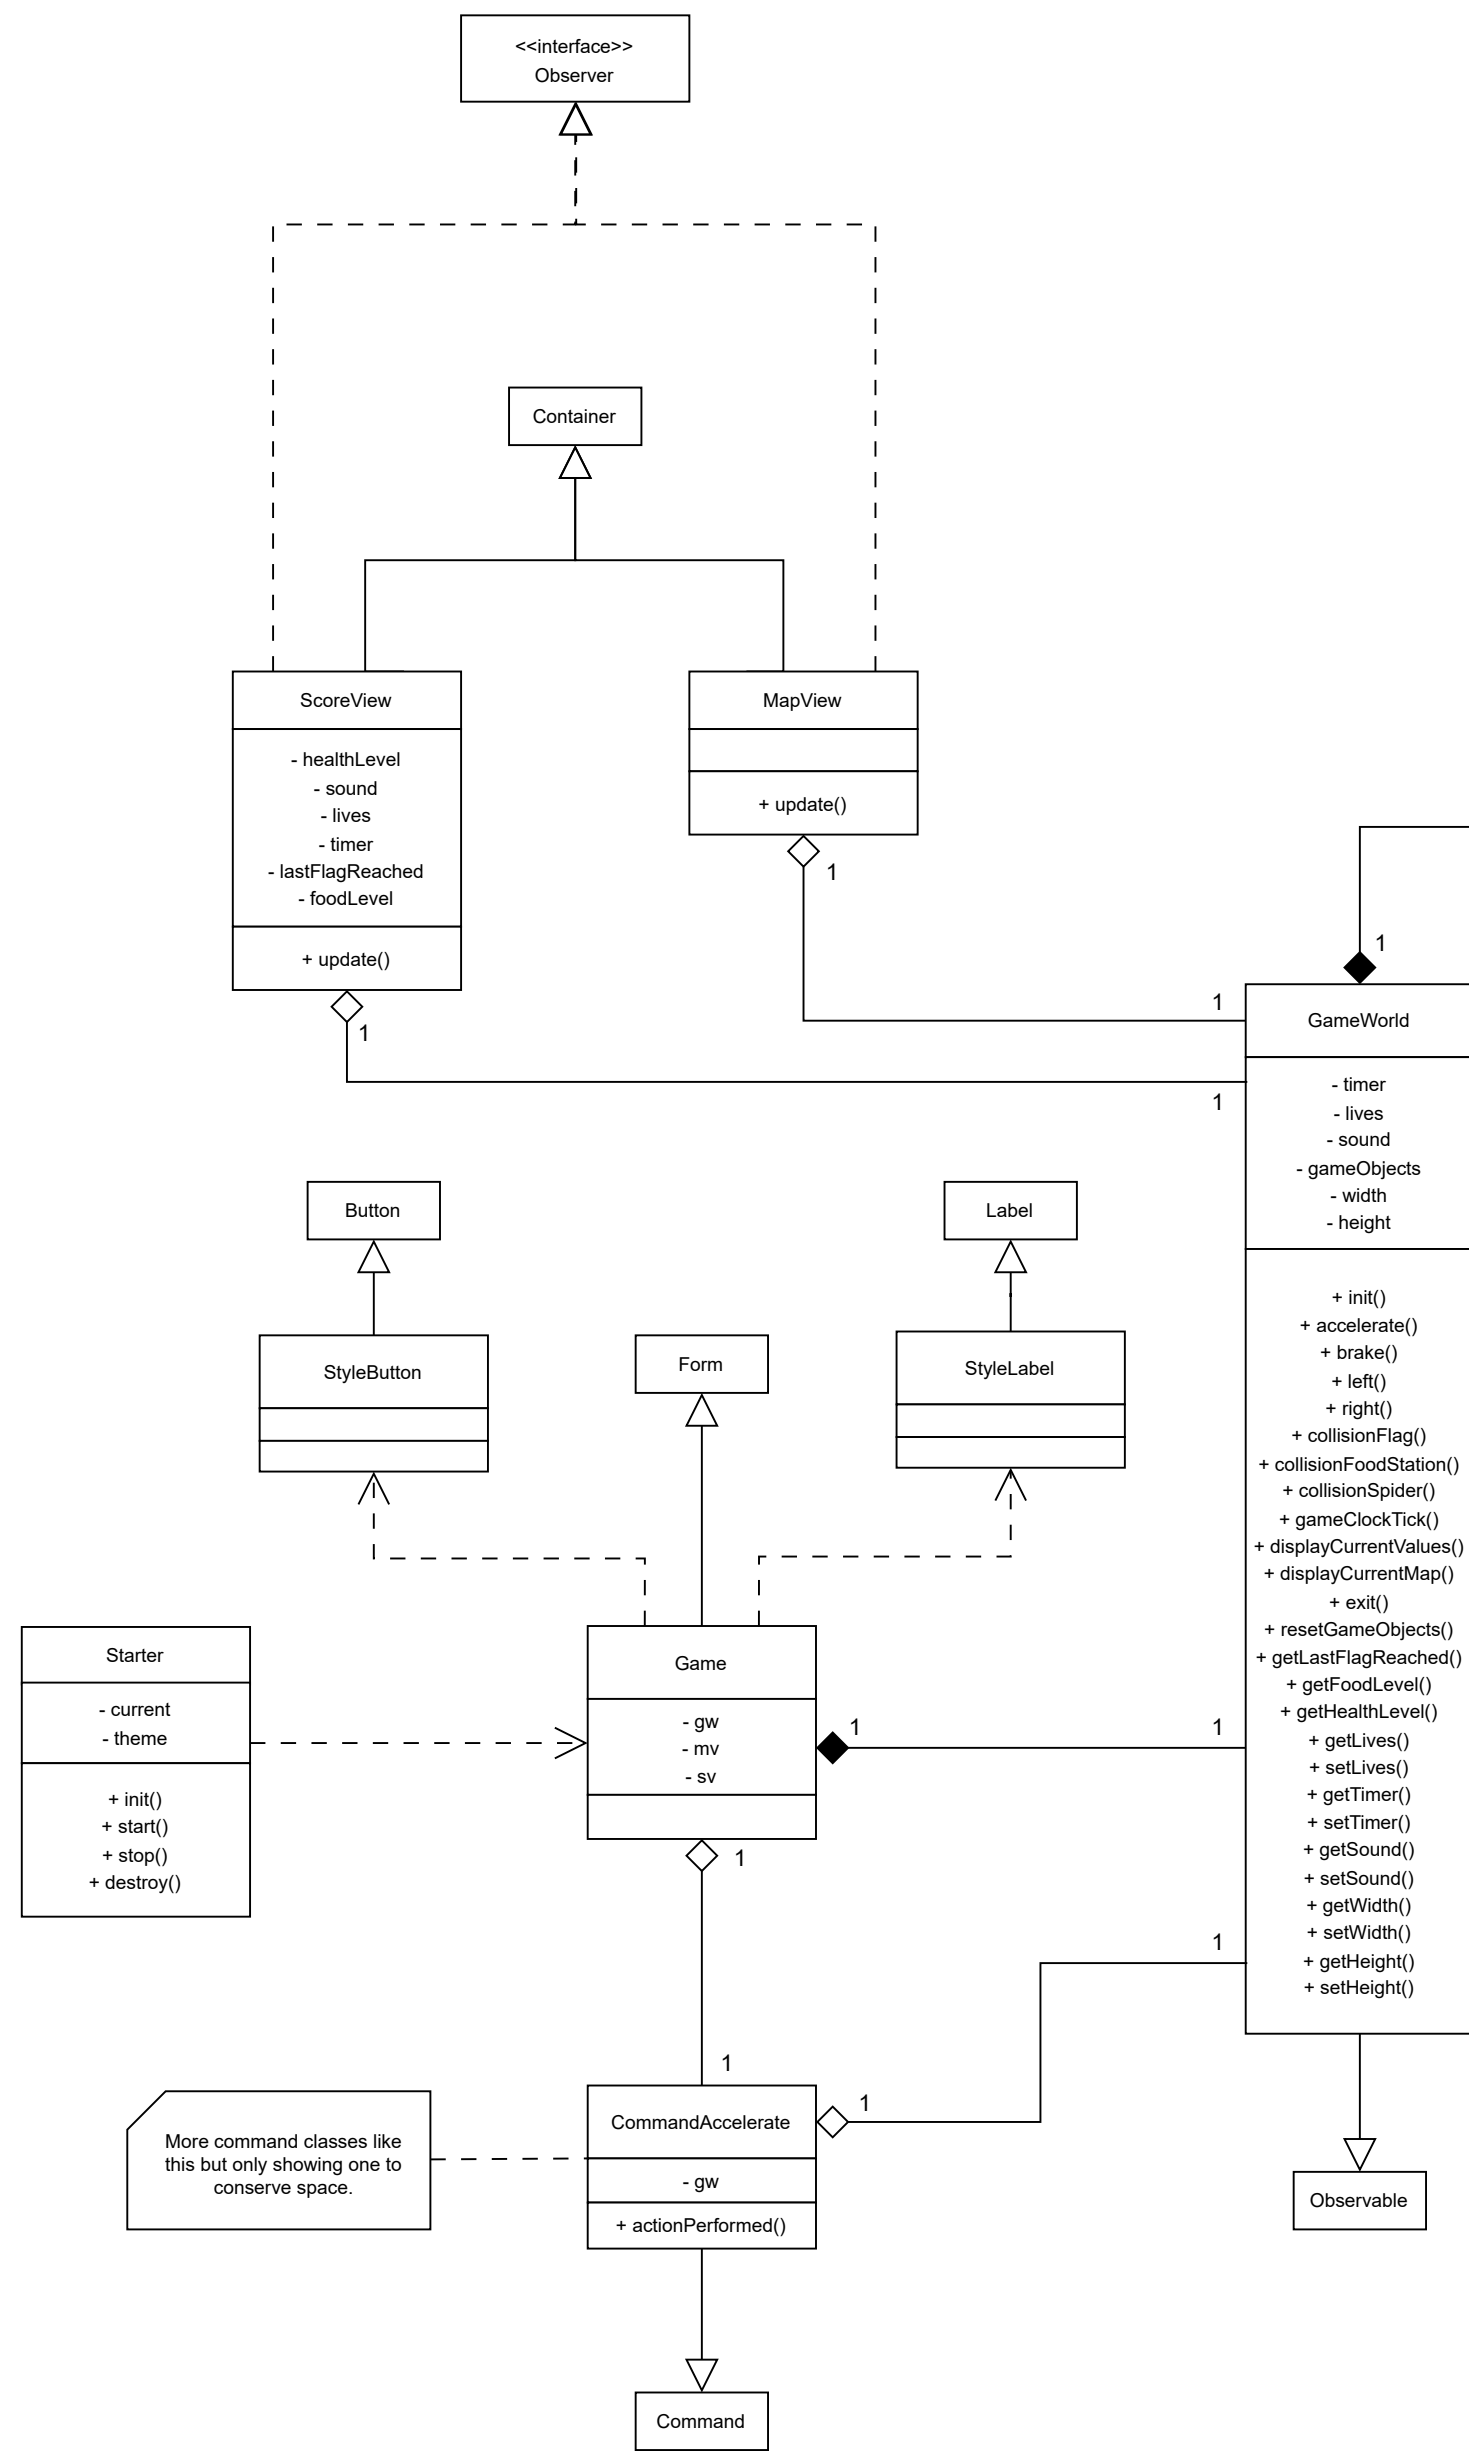 <<interface>>
Observer
Container
ScoreView
- healthLevel
- sound
- lives
- timer
- lastFlagReached
- foodLevel
+ update()
1
MapView
+ update()
1
1
1
1
GameWorld
- timer
- lives
- sound
- gameObjects
- width
- height
+ init()
+ accelerate()
+ brake()
+ left()
+ right()
+ collisionFlag()
+ collisionFoodStation()
+ collisionSpider()
+ gameClockTick()
+ displayCurrentValues()
+ displayCurrentMap()
+ exit()
+ resetGameObjects()
+ getLastFlagReached()
+ getFoodLevel()
+ getHealthLevel()
+ getLives()
+ setLives()
+ getTimer()
+ setTimer()
+ getSound()
+ setSound()
+ getWidth()
+ setWidth()
+ getHeight()
+ setHeight()
Button
StyleButton
Form
Label
StyleLabel
Starter
- current
- theme
+ init()
+ start()
+ stop()
+ destroy()
Game
- gw
- mv
- sv
1
1
1
1
1
1
More command classes like
this but only showing one to
conserve space.
CommandAccelerate
- gw
+ actionPerformed()
Observable
Command